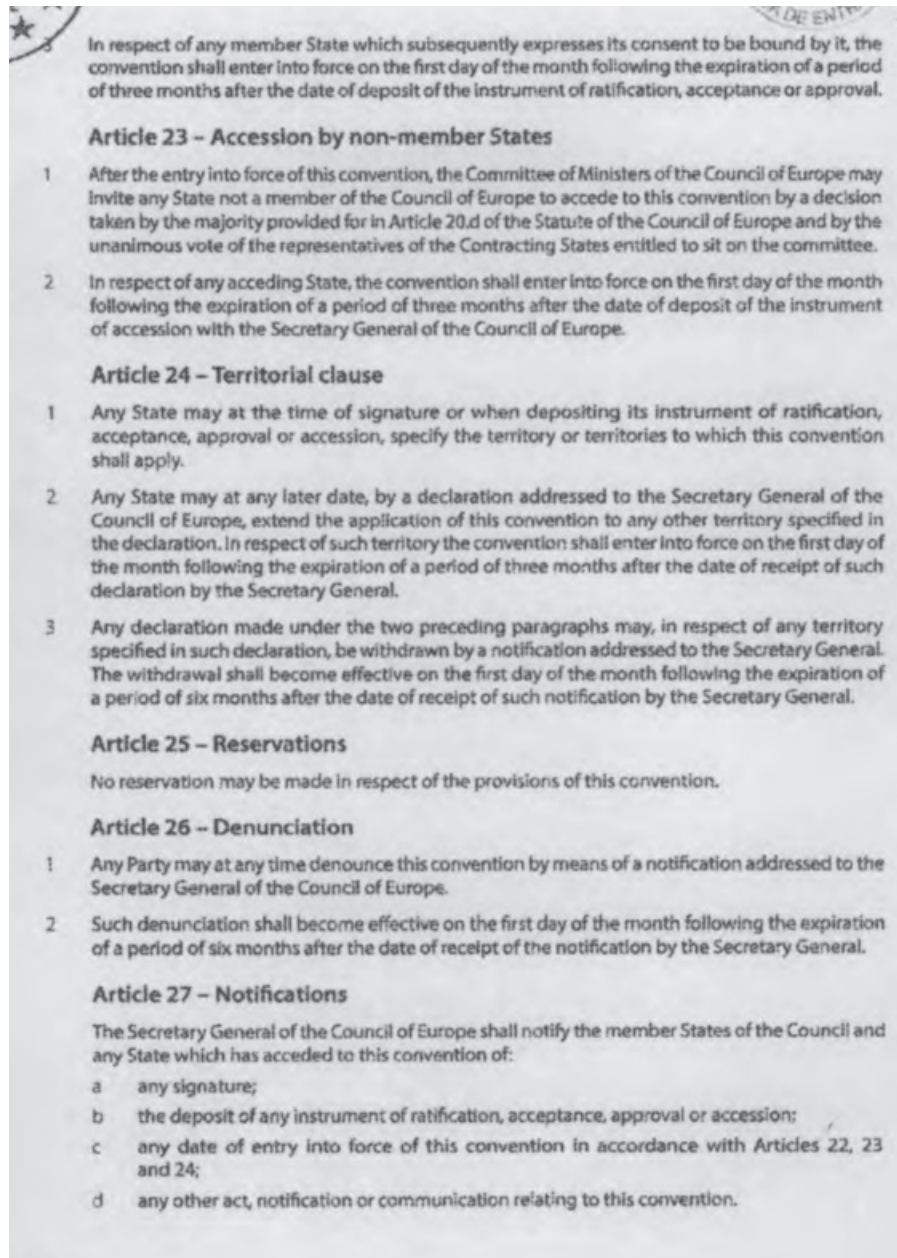 DE ENTR
3 In respect of any member State which subsequently expresses its consent to be bound by it, the
convention shall enter into force on the first day of the month following the expiration of a period
of three months after the date of deposit of the instrument of ratification, acceptance or approval.
Article 23 – Accession by non-member States
1 After the entry into force of this convention, the Committee of Ministers of the Council of Europe may
invite any State not a member of the Council of Europe to accede to this convention by a decision
taken by the majority provided for in Article 20.d of the Statute of the Council of Europe and by the
unanimous vote of the representatives of the Contracting States entitled to sit on the committee.
2 In respect of any acceding State, the convention shall enter into force on the first day of the month
following the expiration of a period of three months after the date of deposit of the instrument
of accession with the Secretary General of the Council of Europe.
Article 24 – Territorial clause
1 Any State may at the time of signature or when depositing its instrument of ratification,
acceptance, approval or accession, specify the territory or territories to which this convention
shall apply.
2 Any State may at any later date, by a declaration addressed to the Secretary General of the
Council of Europe, extend the application of this convention to any other territory specified in
the declaration. In respect of such territory the convention shall enter into force on the first day of
the month following the expiration of a period of three months after the date of receipt of such
declaration by the Secretary General.
3 Any declaration made under the two preceding paragraphs may, in respect of any territory
specified in such declaration, be withdrawn by a notification addressed to the Secretary General.
The withdrawal shall become effective on the first day of the month following the expiration of
a period of six months after the date of receipt of such notification by the Secretary General.
Article 25 – Reservations
No reservation may be made in respect of the provisions of this convention.
Article 26 – Denunciation
1 Any Party may at any time denounce this convention by means of a notification addressed to the
Secretary General of the Council of Europe.
2 Such denunciation shall become effective on the first day of the month following the expiration
of a period of six months after the date of receipt of the notification by the Secretary General.
Article 27 – Notifications
The Secretary General of the Council of Europe shall notify the member States of the Council and
any State which has acceded to this convention of:
a any signature;
b the deposit of any instrument of ratification, acceptance, approval or accession;
c any date of entry into force of this convention in accordance with Articles 22, 23
and 24;
d any other act, notification or communication relating to this convention.